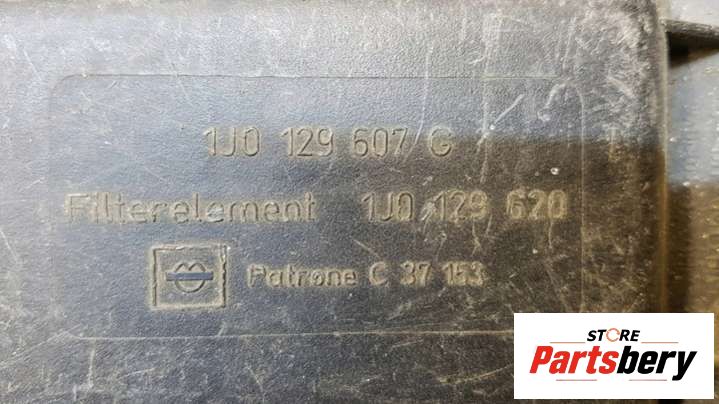 1J0 129 607 G
Filterelement 1J0 129 620
Patrone C 37 153
STORE
Partsbery